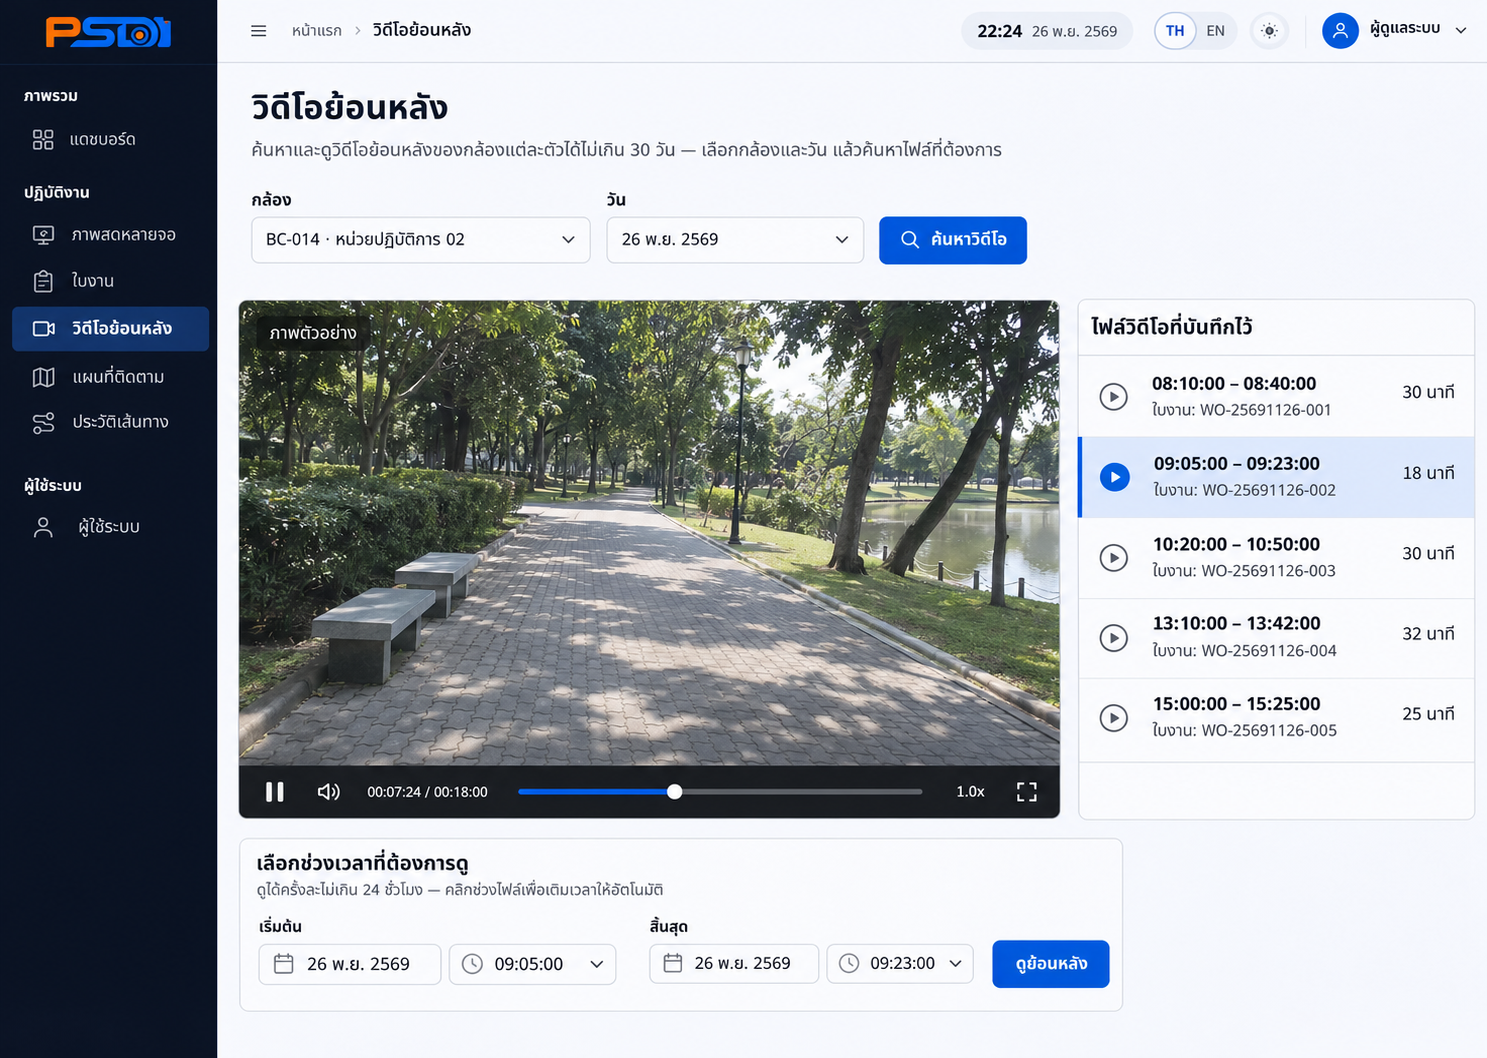 PSDI
ภาพรวม
แดชบอร์ด
ปฏิบัติงาน
ภาพสดหลายจอ
ใบงาน
วิดีโอย้อนหลัง
แผนที่ติดตาม
ประวัติเส้นทาง
ผู้ใช้ระบบ
ผู้ใช้ระบบ
หน้าแรก › วิดีโอย้อนหลัง
22:24 26 พ.ย. 2569
TH EN
ผู้ดูแลระบบ
วิดีโอย้อนหลัง
ค้นหาและดูวิดีโอย้อนหลังของกล้องแต่ละตัวได้ไม่เกิน 30 วัน — เลือกกล้องและวัน แล้วค้นหาไฟล์ที่ต้องการ
กล้อง
BC-014 · หน่วยปฏิบัติการ 02
วัน
26 พ.ย. 2569
ค้นหาวิดีโอ
ภาพตัวอย่าง
00:07:24 / 00:18:00
1.0x
ไฟล์วิดีโอที่บันทึกไว้
08:10:00 – 08:40:00
ใบงาน: WO-25691126-001
30 นาที
09:05:00 – 09:23:00
ใบงาน: WO-25691126-002
18 นาที
10:20:00 – 10:50:00
ใบงาน: WO-25691126-003
30 นาที
13:10:00 – 13:42:00
ใบงาน: WO-25691126-004
32 นาที
15:00:00 – 15:25:00
ใบงาน: WO-25691126-005
25 นาที
เลือกช่วงเวลาที่ต้องการดู
ดูได้ครั้งละไม่เกิน 24 ชั่วโมง — คลิกช่วงไฟล์เพื่อเติมเวลาให้อัตโนมัติ
เริ่มต้น
26 พ.ย. 2569
09:05:00
สิ้นสุด
26 พ.ย. 2569
09:23:00
ดูย้อนหลัง